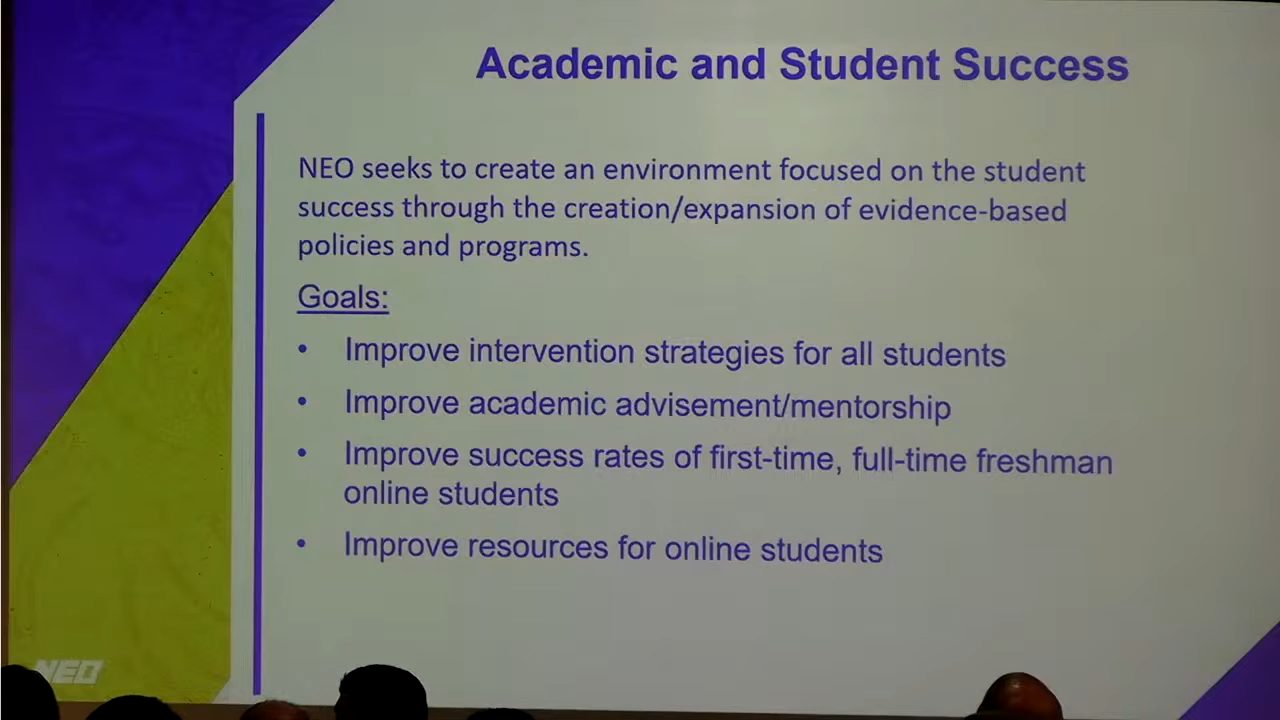 Academic and Student Success
NEO seeks to create an environment focused on the student
success through the creation/expansion of evidence-based
policies and programs.
Goals:
• Improve intervention strategies for all students
• Improve academic advisement/mentorship
• Improve success rates of first-time, full-time freshman
online students
• Improve resources for online students
NEO